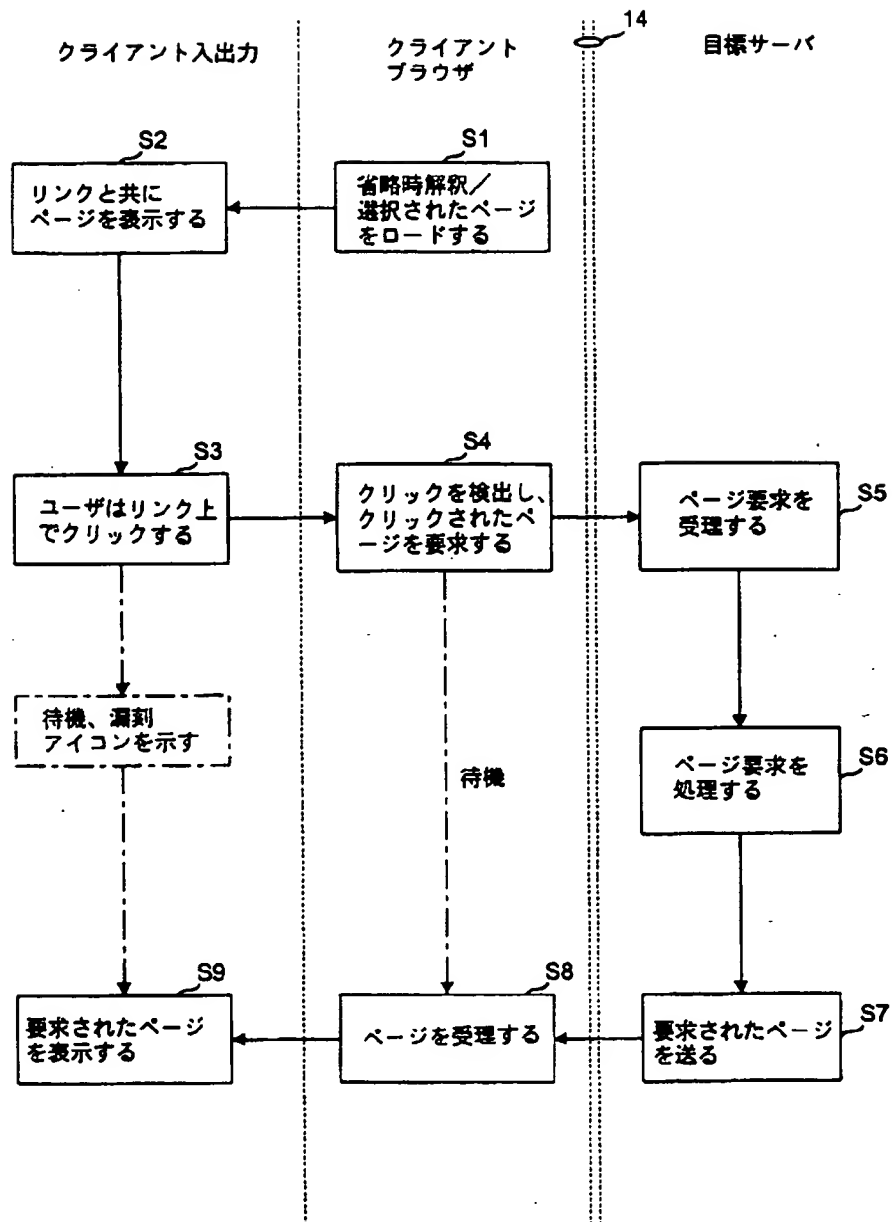 14
クライアント入出力
クライアント
ブラウザ
目標サーバ
S2
リンクと共に
ページを表示する
S1
省略時解釈/
選択されたページ
をロードする
S3
ユーザはリンク上
でクリックする
S4
クリックを検出し、
クリックされたペ
ージを要求する
S5
ページ要求を
受理する
待機、漏刻
アイコンを示す
待機
S6
ページ要求を
処理する
S9
要求されたページ
を表示する
S8
ページを受理する
S7
要求されたページ
を送る